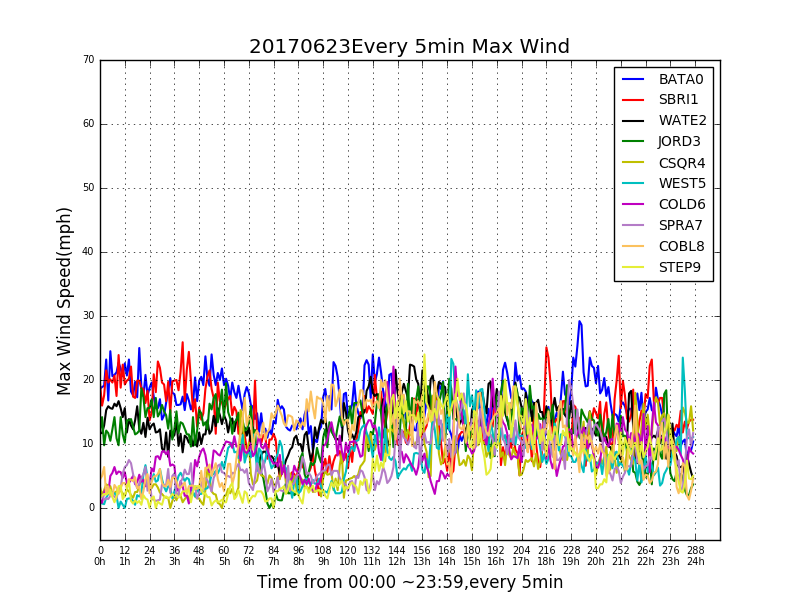 20170623Every 5min Max Wind
70
60
50
40
30
20
10
0
Max Wind Speed(mph)
BATA0
SBRI1
WATE2
JORD3
CSQR4
WEST5
COLD6
SPRA7
COBL8
STEP9
0 12 24 36 48 60 72 84 96 108 120 132 144 156 168 180 192 204 216 228 240 252 264 276 288
0h 1h 2h 3h 4h 5h 6h 7h 8h 9h 10h 11h 12h 13h 14h 15h 16h 17h 18h 19h 20h 21h 22h 23h 24h
Time from 00:00 ~23:59,every 5min